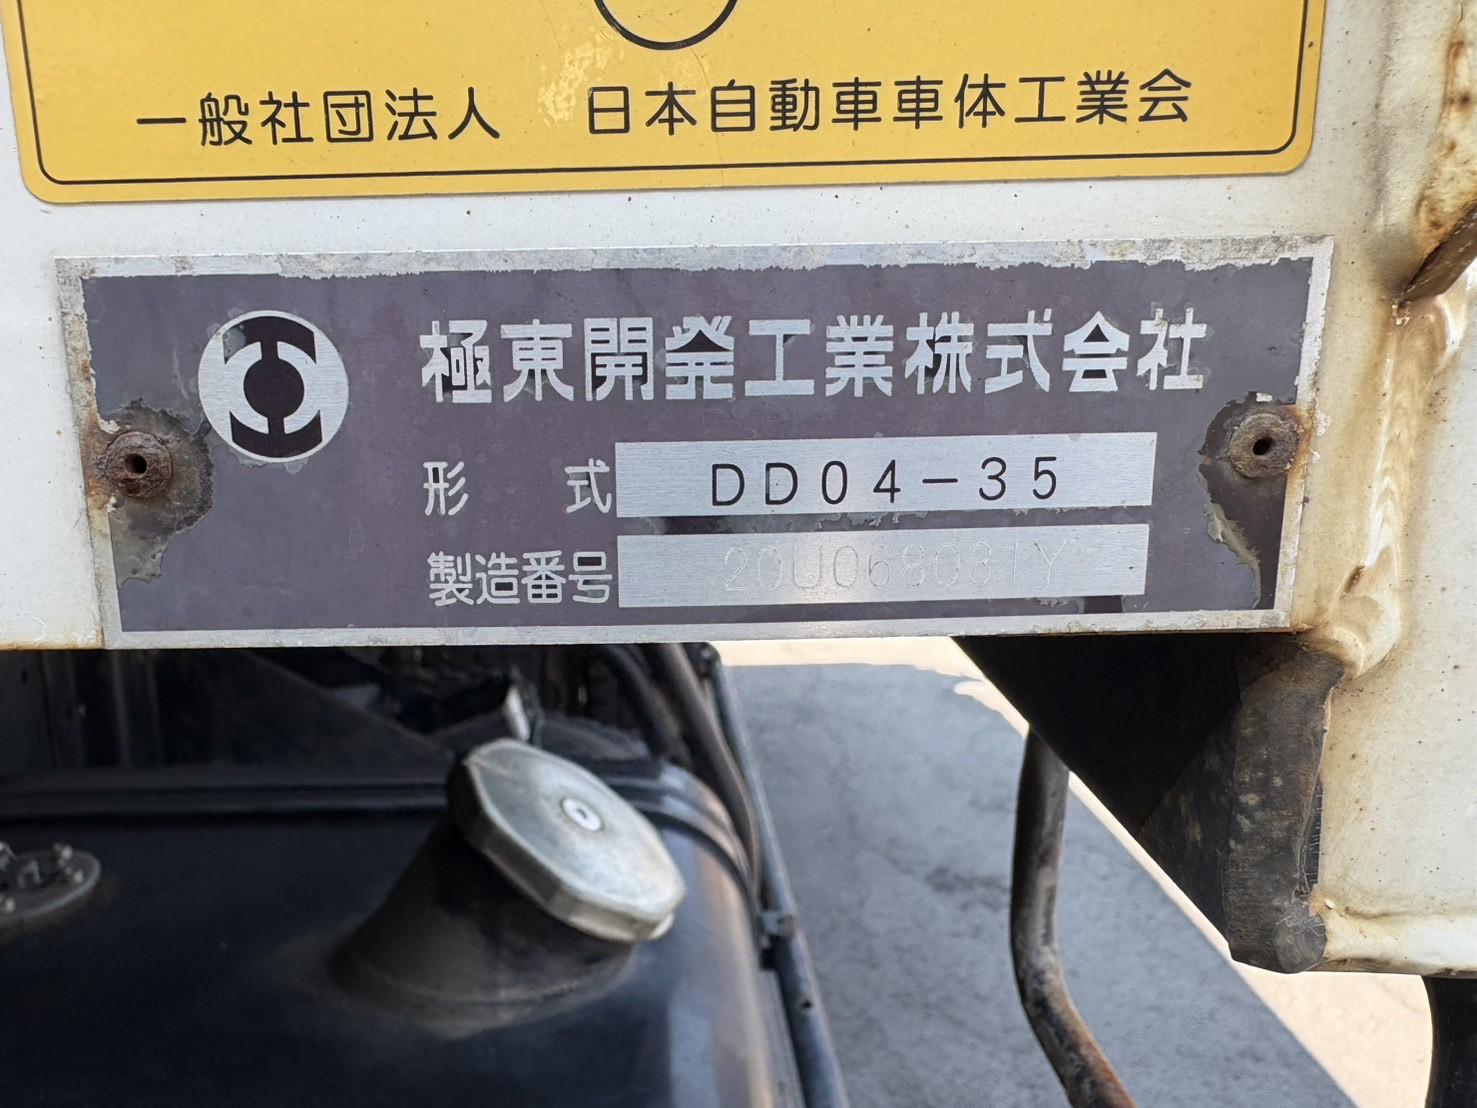 一般社団法人 日本自動車車体工業会
極東開発工業株式会社
形式 DD04-35
製造番号 20U068031Y